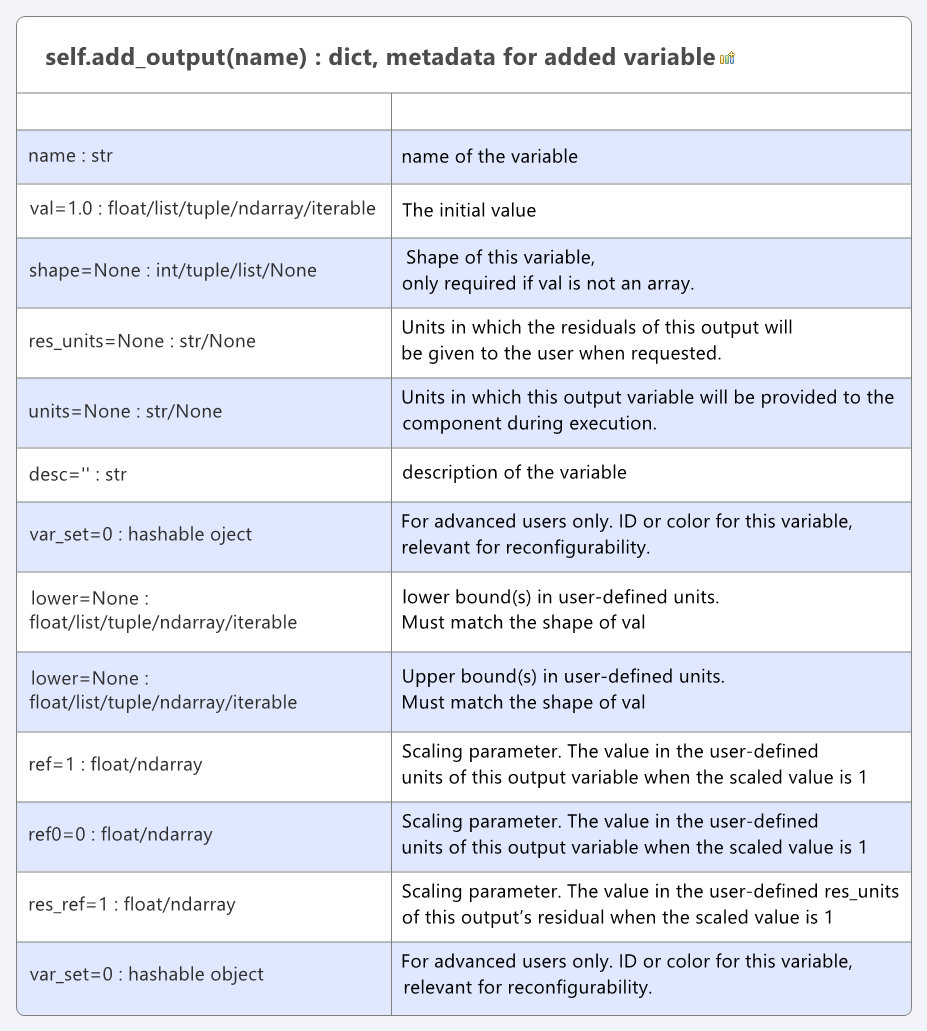 self.add_output(name) : dict, metadata for added variable
name : str
name of the variable
val=1.0 : float/list/tuple/ndarray/iterable
The initial value
shape=None : int/tuple/list/None
Shape of this variable,
only required if val is not an array.
res_units=None : str/None
Units in which the residuals of this output will
be given to the user when requested.
units=None : str/None
Units in which this output variable will be provided to the
component during execution.
desc='' : str
description of the variable
var_set=0 : hashable oject
For advanced users only. ID or color for this variable,
relevant for reconfigurability.
lower=None :
float/list/tuple/ndarray/iterable
lower bound(s) in user-defined units.
Must match the shape of val
lower=None :
float/list/tuple/ndarray/iterable
Upper bound(s) in user-defined units.
Must match the shape of val
ref=1 : float/ndarray
Scaling parameter. The value in the user-defined
units of this output variable when the scaled value is 1
ref0=0 : float/ndarray
Scaling parameter. The value in the user-defined
units of this output variable when the scaled value is 1
res_ref=1 : float/ndarray
Scaling parameter. The value in the user-defined res_units
of this output’s residual when the scaled value is 1
var_set=0 : hashable object
For advanced users only. ID or color for this variable,
relevant for reconfigurability.